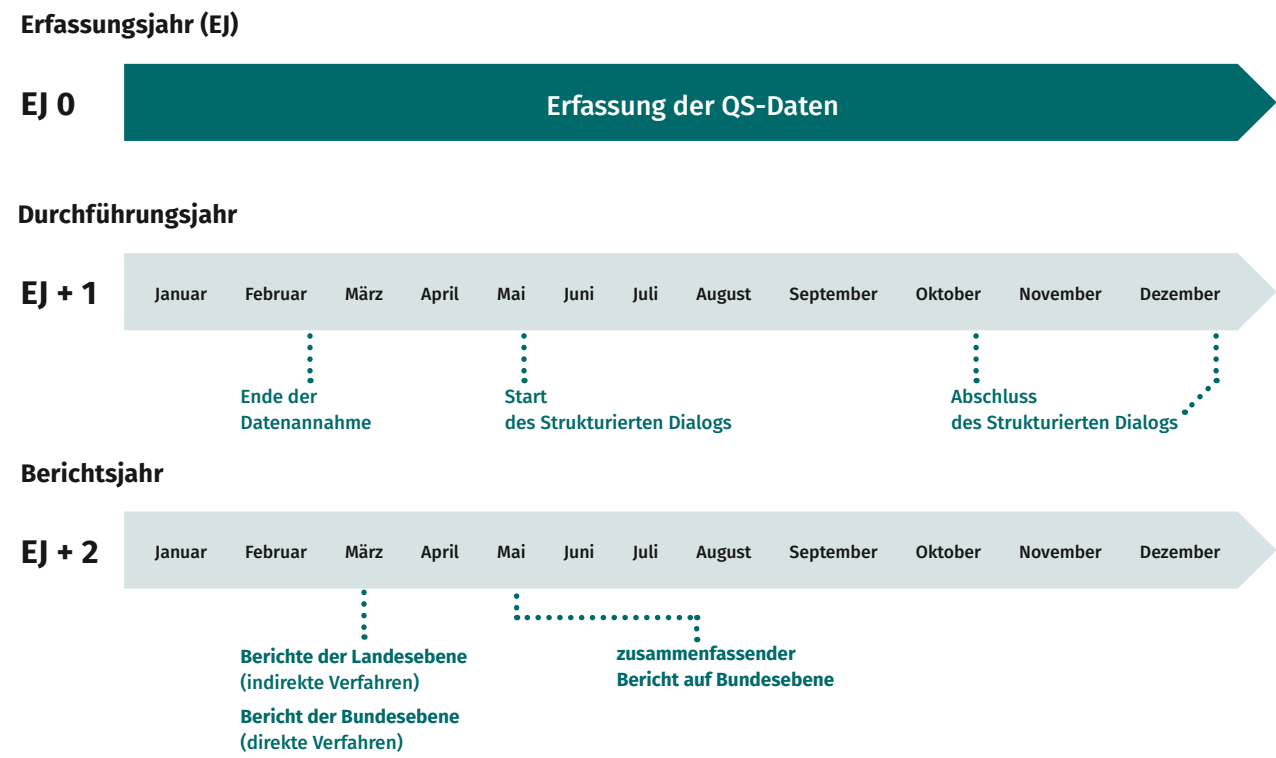 Erfassungsjahr (EJ)
EJ 0
Erfassung der QS-Daten
Durchführungsjahr
EJ + 1
Januar Februar März April Mai Juni Juli August September Oktober November Dezember
Ende der
Datenannahme
Start
des Strukturierten Dialogs
Abschluss
des Strukturierten Dialogs
Berichtsjahr
EJ + 2
Januar Februar März April Mai Juni Juli August September Oktober November Dezember
Berichte der Landesebene
(indirekte Verfahren)
Bericht der Bundesebene
(direkte Verfahren)
zusammenfassender
Bericht auf Bundesebene